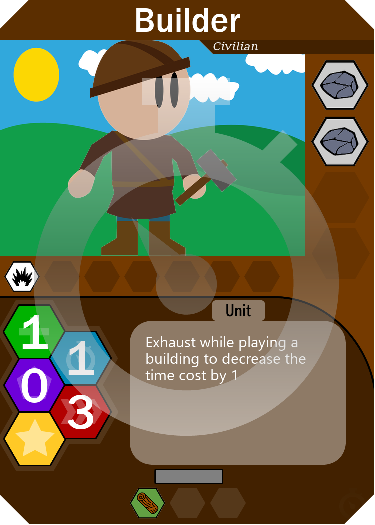 Builder
Civilian
Unit
1
1
0
3
Exhaust while playing a
building to decrease the
time cost by 1